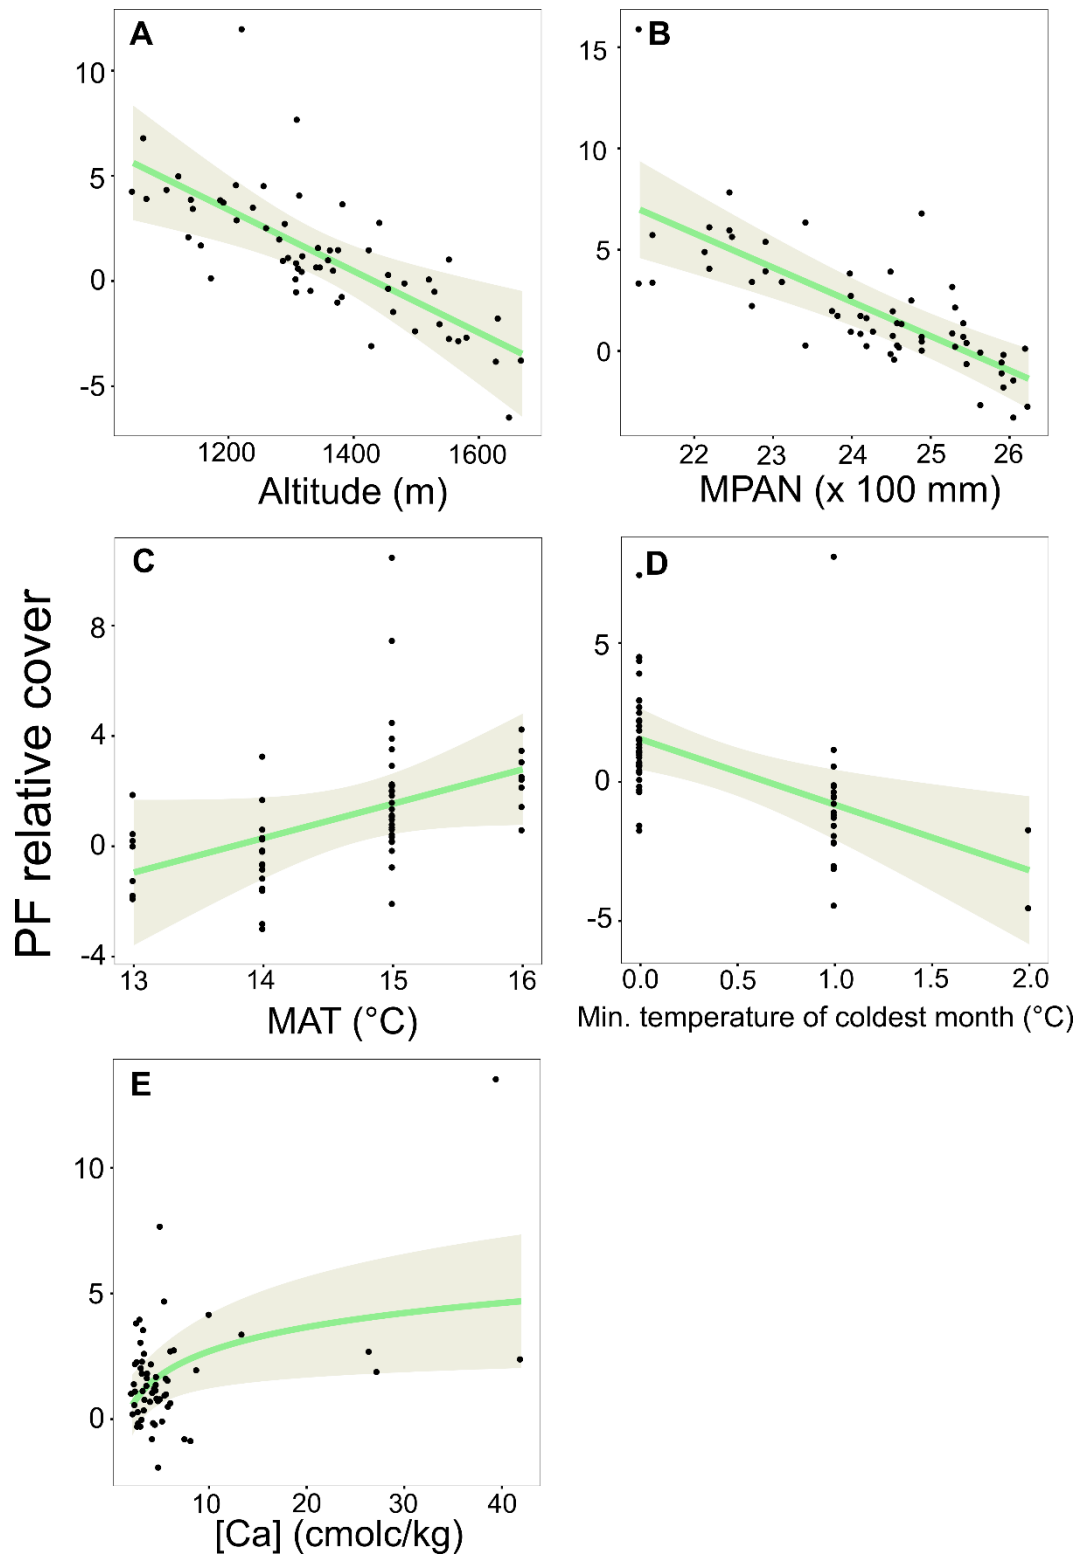 A
10
5
0
-5
1200 1400 1600
Altitude (m)
B
15
10
5
0
22 23 24 25 26
MPAN (x 100 mm)
PF relative cover
C
8
4
0
-4
13 14 15 16
MAT (°C)
D
5
0
-5
0.0 0.5 1.0 1.5 2.0
Min. temperature of coldest month (°C)
E
10
5
0
10 20 30 40
[Ca] (cmolc/kg)